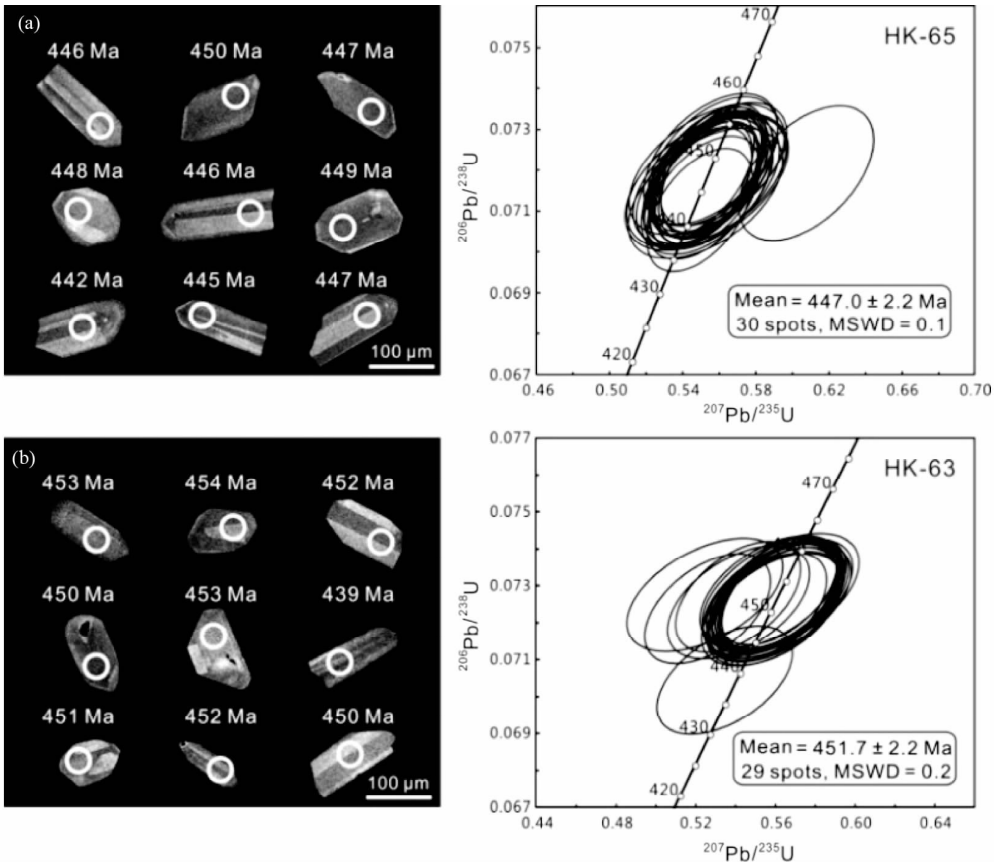 (a)
446 Ma 450 Ma 447 Ma
448 Ma 446 Ma 449 Ma
442 Ma 445 Ma 447 Ma
100 μm
HK-65
206Pb/238U
0.075
0.073
0.071
0.069
0.067
470
460
450
40
430
420
Mean = 447.0 ± 2.2 Ma
30 spots, MSWD = 0.1
0.46 0.50 0.54 0.58 0.62 0.66 0.70
207Pb/235U
(b)
453 Ma 454 Ma 452 Ma
450 Ma 453 Ma 439 Ma
451 Ma 452 Ma 450 Ma
100 μm
HK-63
206Pb/238U
0.077
0.075
0.073
0.071
0.069
0.067
470
450
440
430
420
Mean = 451.7 ± 2.2 Ma
29 spots, MSWD = 0.2
0.44 0.48 0.52 0.56 0.60 0.64
207Pb/235U